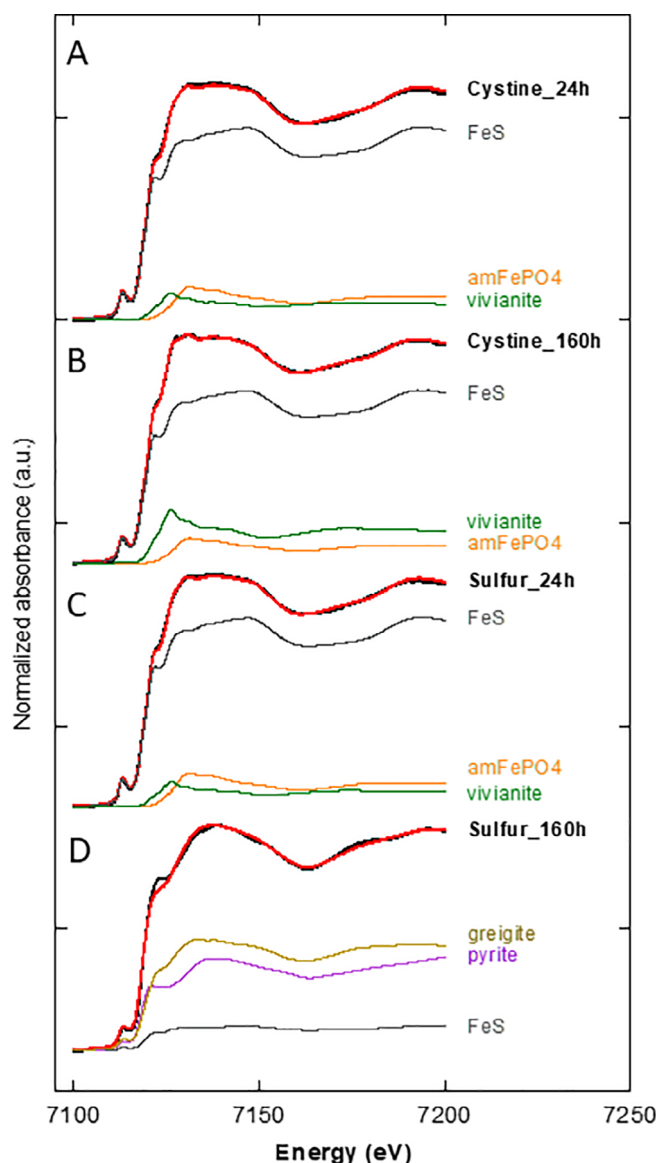 A
Cystine_24h
FeS
amFePO4
vivianite
B
Cystine_160h
FeS
vivianite
amFePO4
C
Sulfur_24h
FeS
amFePO4
vivianite
D
Sulfur_160h
greigite
pyrite
FeS
Normalized absorbance (a.u.)
7100 7150 7200 7250
Energy (eV)